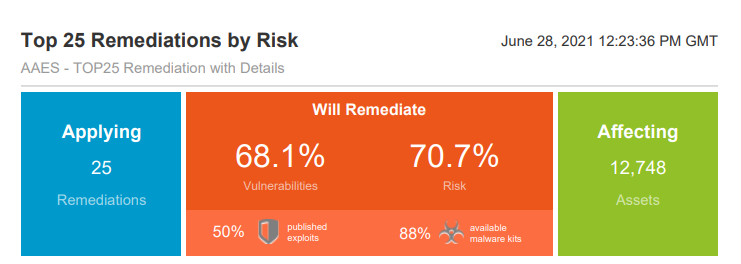 Top 25 Remediations by Risk
June 28, 2021 12:23:36 PM GMT
AAES - TOP25 Remediation with Details
Applying
25
Remediations
Will Remediate
68.1%
Vulnerabilities
70.7%
Risk
50%
published
exploits
88%
available
malware kits
Affecting
12,748
Assets